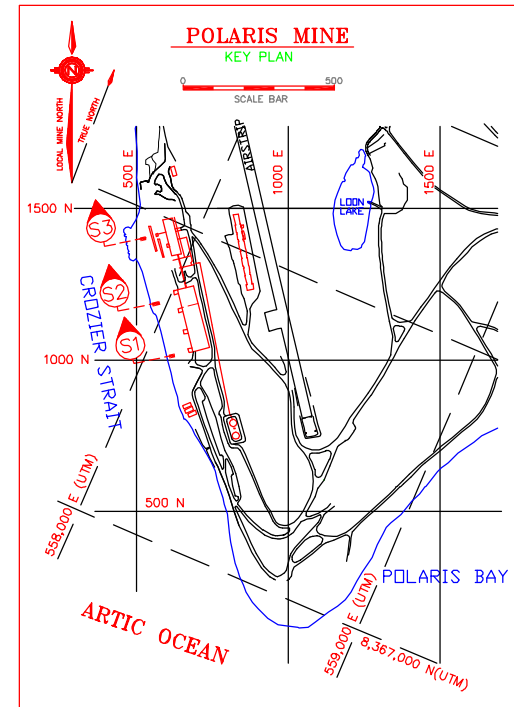 POLARIS MINE
KEY PLAN
0 500
SCALE BAR
N
LOCAL MINE NORTH
TRUE NORTH
500 E
AIRSTRIP
1000 E
1500 E
1500 N
LOON
LAKE
S3
S2
S1
CROZIER STRAIT
1000 N
500 N
558,000 E (UTM)
POLARIS BAY
ARTIC OCEAN
559,000 E (UTM)
8,367,000 N(UTM)